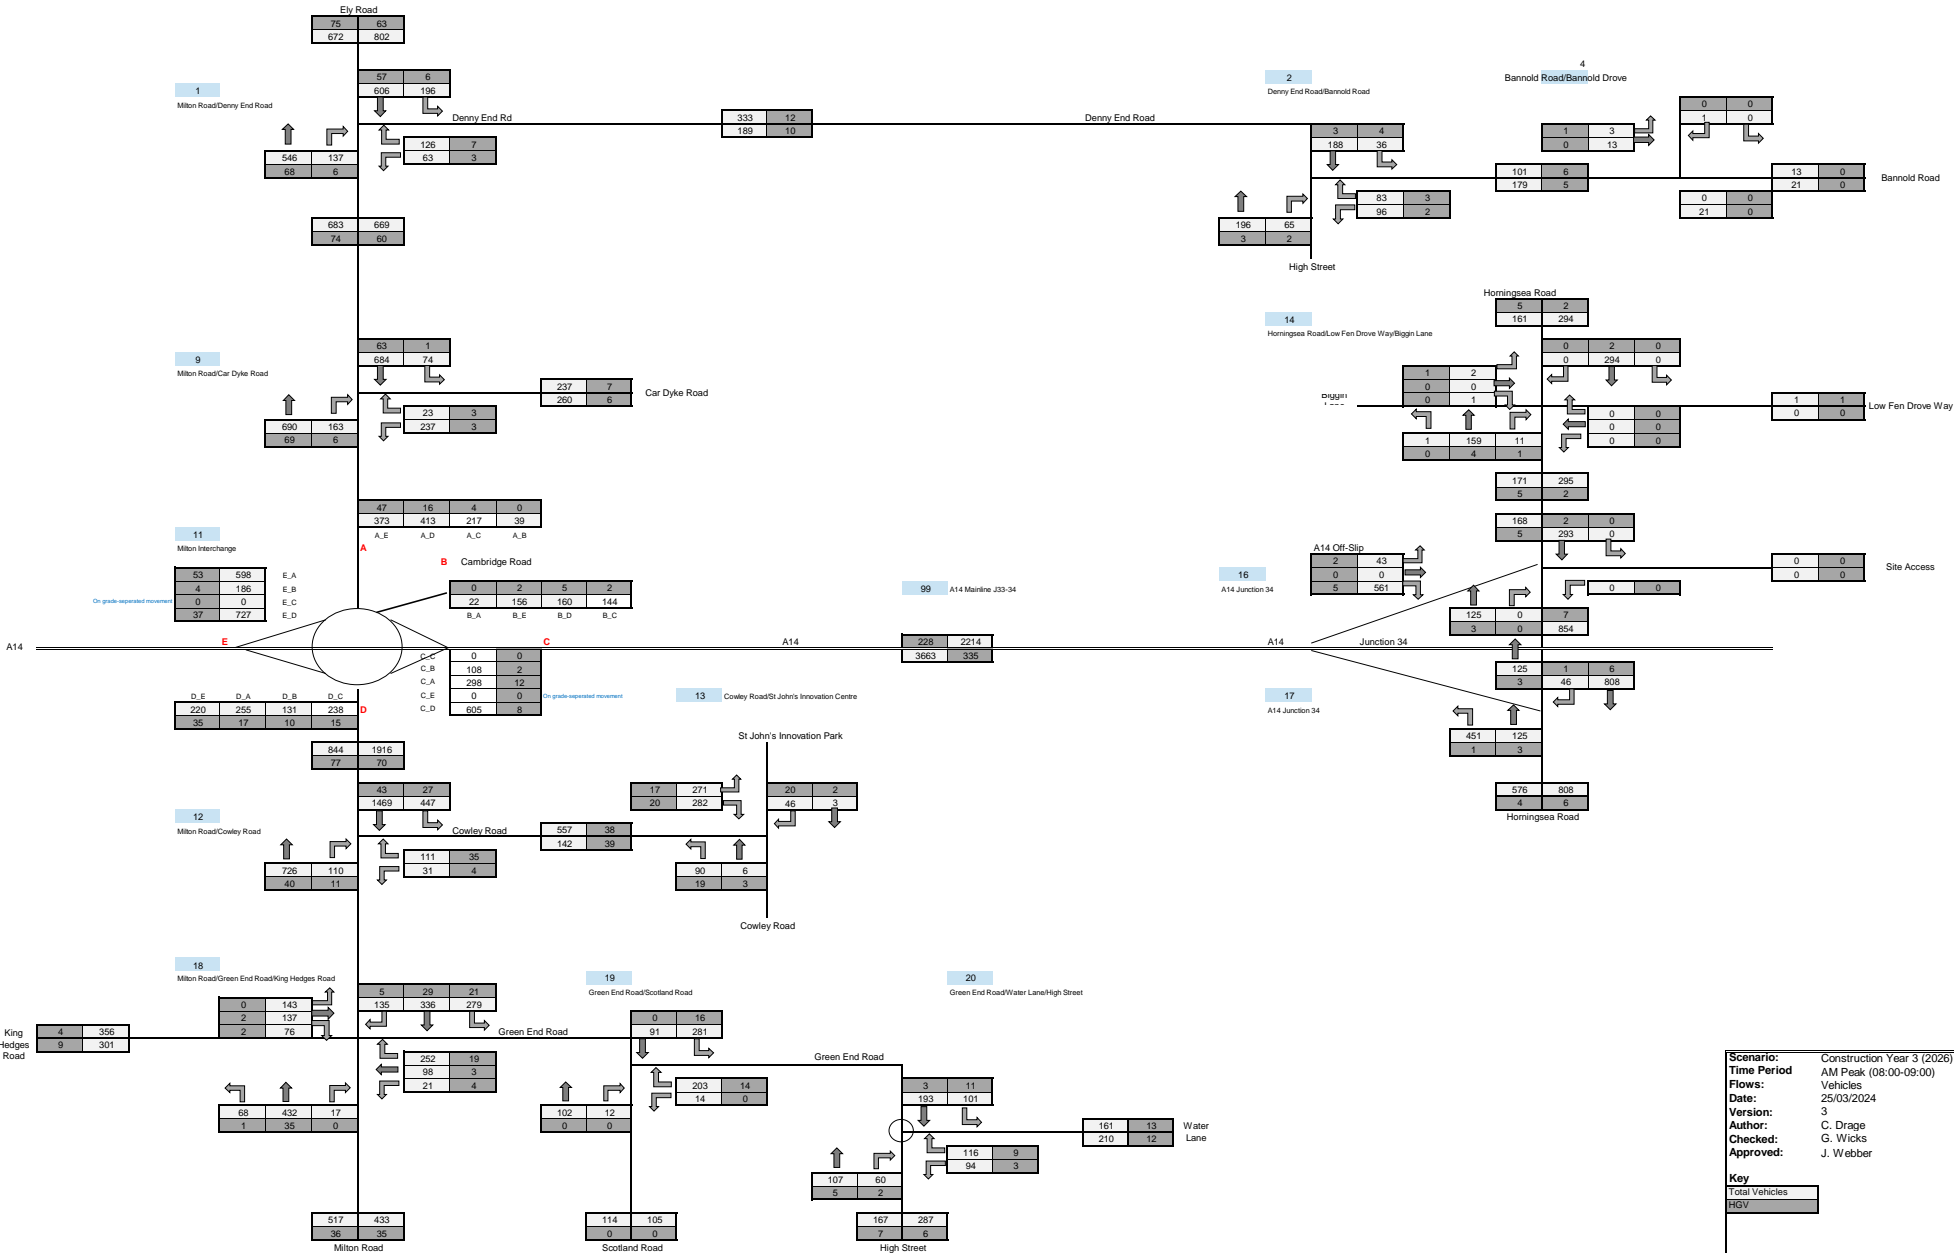 Ely Road
75 63
672 802
57 6
606 196
1
Milton Road/Denny End Road
Denny End Rd
546 137
68 6
126 7
63 3
333 12
189 10
Denny End Road
2
Denny End Road/Bannold Road
3 4
188 36
4
Bannold Road/Bannold Drove
0 0
1 0
1 3
0 13
101 6
179 5
13 0
21 0
Bannold Road
0 0
21 0
83 3
96 2
196 65
3 2
High Street
683 669
74 60
9
Milton Road/Car Dyke Road
63 1
684 74
237 7
260 6
Car Dyke Road
23 3
237 3
690 163
69 6
14
Horningsea Road/Low Fen Drove Way/Biggin Lane
Horningsea Road
5 2
161 294
0 2 0
0 294 0
1 2
0 0
0 1
Biggin
1 1
0 0
Low Fen Drove Way
0 0
0 0
0 0
1 159 11
0 4 1
171 295
5 2
11
Milton Interchange
47 16 4 0
373 413 217 39
A_E A_D A_C A_B
A
B Cambridge Road
53 598 E_A
4 186 E_B
On grade-seperated movement 0 0 E_C
37 727 E_D
0 2 5 2
22 156 160 144
B_A B_E B_D B_C
99 A14 Mainline J33-34
16
A14 Junction 34
168 2 0
5 293 0
A14 Off-Slip
2 43
0 0
5 561
0 0
0 0
Site Access
0 0
125 0 7
3 0 854
A14
E
C
A14
228 2214
3663 335
A14
Junction 34
C_C 0 0
C_B 108 2
C_A 298 12
C_E 0 0 On grade-seperated movement
C_D 605 8
D_E D_A D_B D_C
220 255 131 238
35 17 10 15
D
13 Cowley Road/St John's Innovation Centre
17
A14 Junction 34
125 1 6
3 46 808
451 125
1 3
844 1916
77 70
St John's Innovation Park
576 808
4 6
Horningsea Road
12
Milton Road/Cowley Road
43 27
1469 447
Cowley Road
557 38
142 39
17 271
20 282
20 2
46 3
111 35
31 4
726 110
40 11
90 6
19 3
Cowley Road
18
Milton Road/Green End Road/King Hedges Road
0 143
2 137
2 76
5 29 21
135 336 279
King
Hedges
Road
4 356
9 301
Green End Road
252 19
98 3
21 4
68 432 17
1 35 0
19
Green End Road/Scotland Road
0 16
91 281
203 14
14 0
102 12
0 0
Green End Road
20
Green End Road/Water Lane/High Street
3 11
193 101
161 13
210 12
Water
Lane
116 9
94 3
107 60
5 2
517 433
36 35
Milton Road
114 105
0 0
Scotland Road
167 287
7 6
High Street
Scenario: Construction Year 3 (2026)
Time Period AM Peak (08:00-09:00)
Flows: Vehicles
Date: 25/03/2024
Version: 3
Author: C. Drage
Checked: G. Wicks
Approved: J. Webber
Key
Total Vehicles
HGV